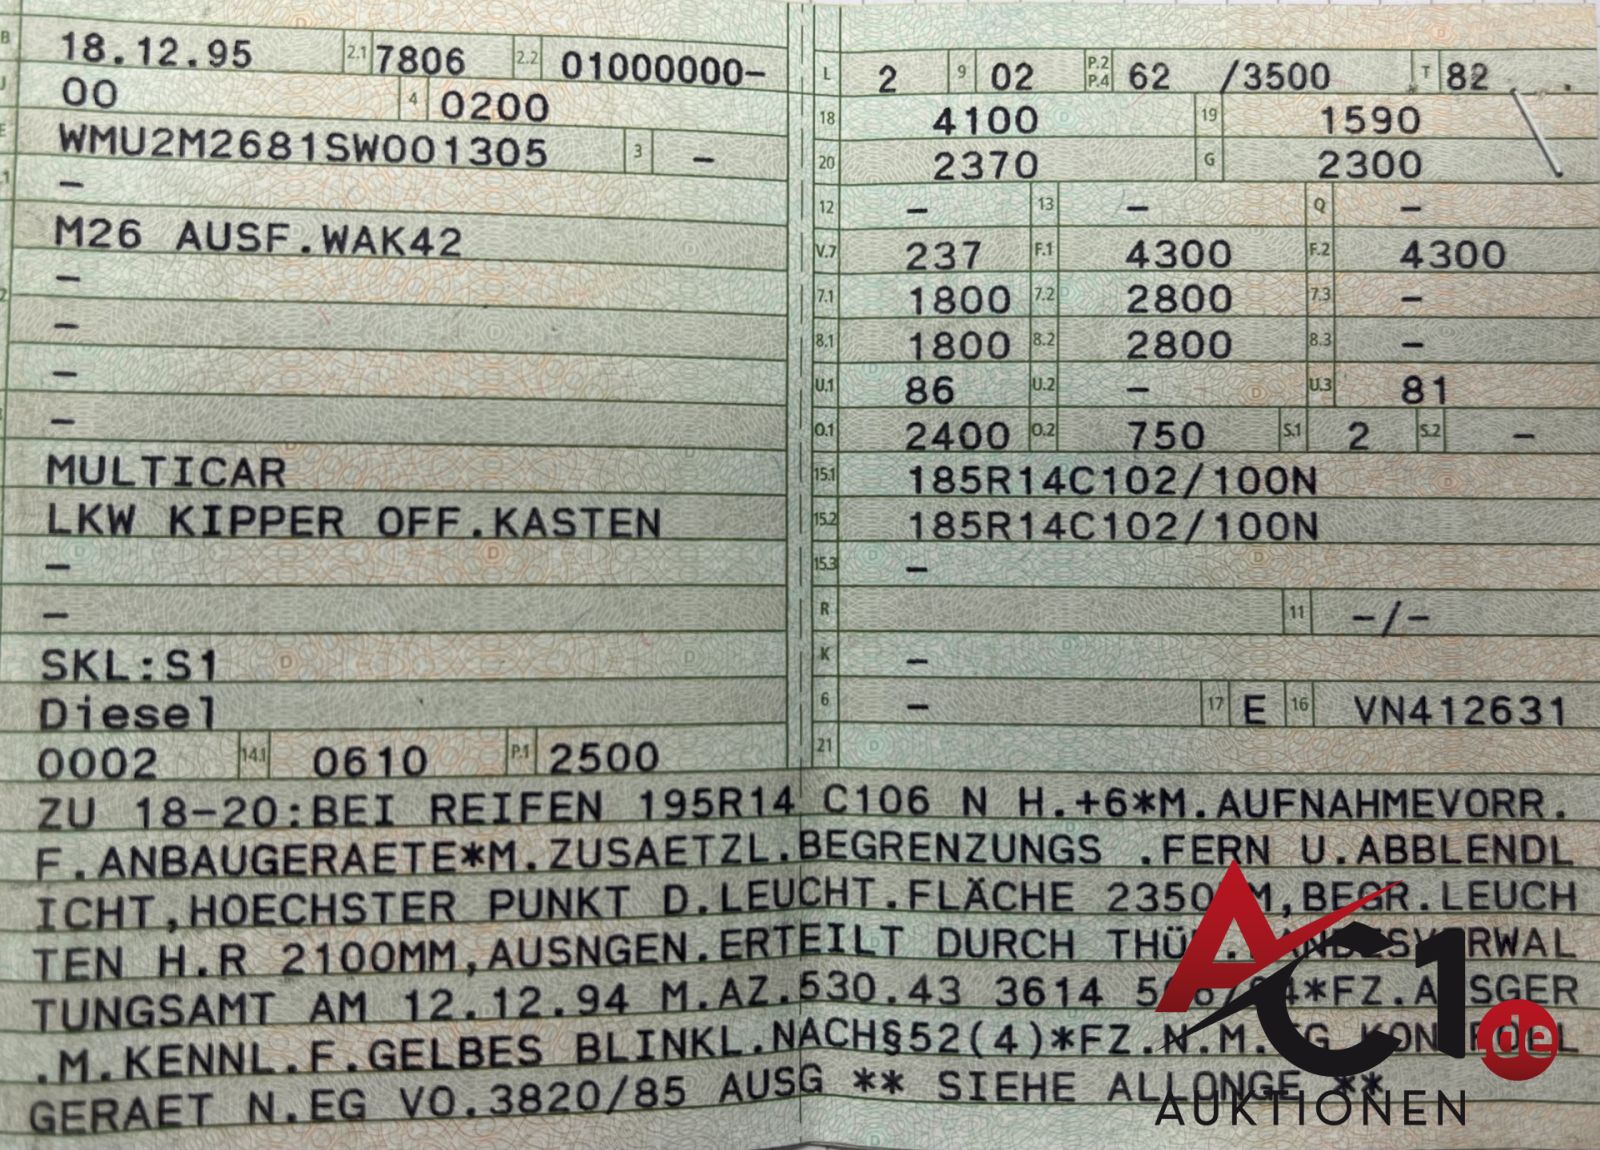 B 18.12.95 2.1 7806 2.2 01000000-
J 00 4 0200
E WMU2M2681SW001305 3 -
-
M26 AUSF.WAK42
-
-
-
-
MULTICAR
LKW KIPPER OFF.KASTEN
-
-
SKL:S1
Diesel
0002 14.1 0610 P.1 2500
L 2 9 02 P.2 P.4 62 /3500 T 82
18 4100 19 1590
20 2370 G 2300
12 - 13 - Q -
V.7 237 F.1 4300 F.2 4300
7.1 1800 7.2 2800 7.3 -
8.1 1800 8.2 2800 8.3 -
U.1 86 U.2 - U.3 81
O.1 2400 O.2 750 S.1 2 S.2 -
15.1 185R14C102/100N
15.2 185R14C102/100N
15.3 -
R 11 -/-
K -
6 - 17 E 16 VN412631
21
ZU 18-20:BEI REIFEN 195R14 C106 N H.+6*M.AUFNAHMEVORR.
F.ANBAUGERAETE*M.ZUSAETZL.BEGRENZUNGS .FERN U.ABBLENDL
ICHT,HOECHSTER PUNKT D.LEUCHT.FLÄCHE 2350 M,BEGR.LEUCH
TEN H.R 2100MM,AUSNGEN.ERTEILT DURCH
TUNGSAMT AM 12.12.94 M.AZ.530.43 3614 *FZ.
.M.KENNL.F.GELBES BLINKL.NACH§52(4)*FZ.N.M.
GERAET N.EG VO.3820/85 AUSG ** SIEHE ALLONGE **
AC1.de
AUKTIONEN